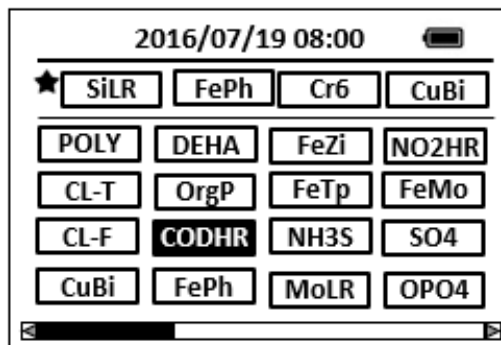 2016/07/19 08:00
SiLR FePh Cr6 CuBi
POLY DEHA FeZi NO2HR
CL-T OrgP FeTp FeMo
CL-F CODHR NH3S SO4
CuBi FePh MoLR OPO4